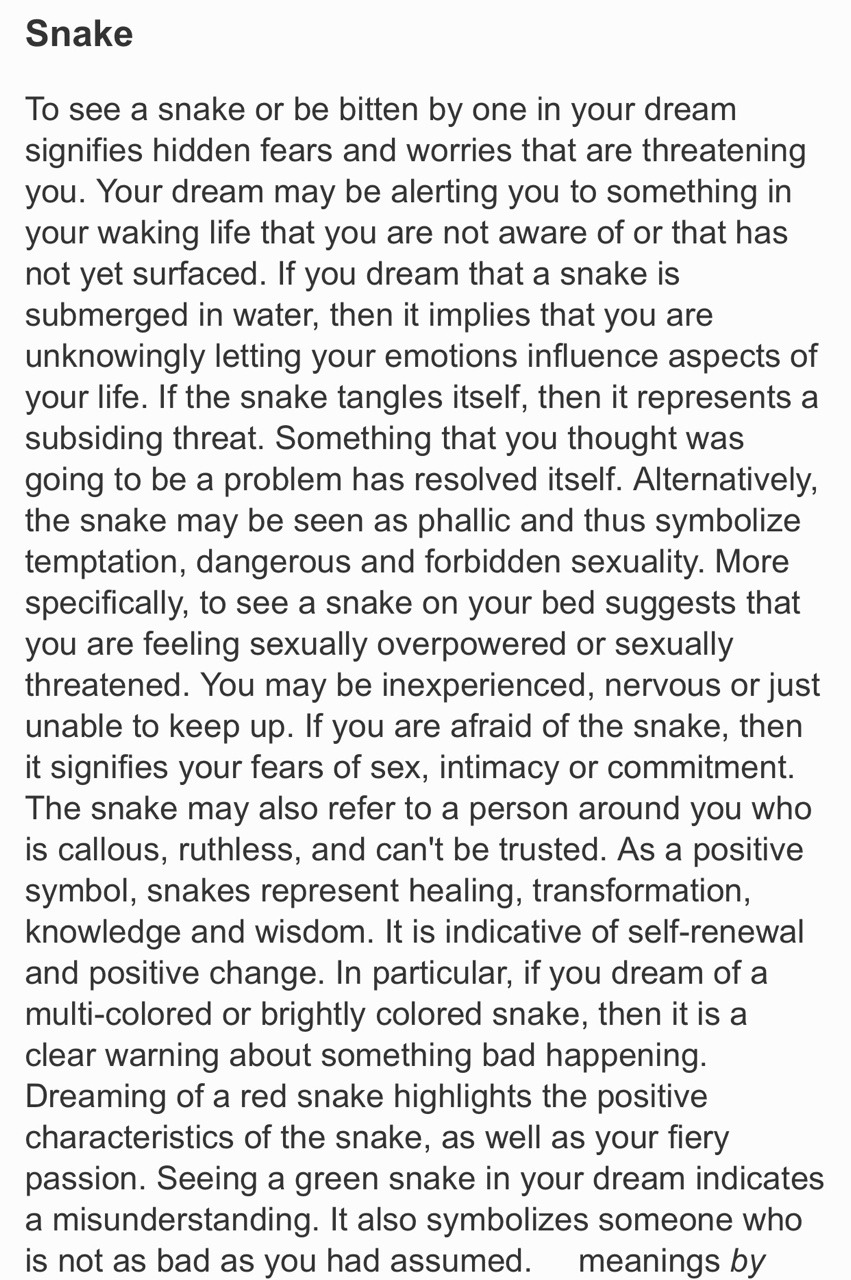 Snake
To see a snake or be bitten by one in your dream
signifies hidden fears and worries that are threatening
you. Your dream may be alerting you to something in
your waking life that you are not aware of or that has
not yet surfaced. If you dream that a snake is
submerged in water, then it implies that you are
unknowingly letting your emotions influence aspects of
your life. If the snake tangles itself, then it represents a
subsiding threat. Something that you thought was
going to be a problem has resolved itself. Alternatively,
the snake may be seen as phallic and thus symbolize
temptation, dangerous and forbidden sexuality. More
specifically, to see a snake on your bed suggests that
you are feeling sexually overpowered or sexually
threatened. You may be inexperienced, nervous or just
unable to keep up. If you are afraid of the snake, then
it signifies your fears of sex, intimacy or commitment.
The snake may also refer to a person around you who
is callous, ruthless, and can't be trusted. As a positive
symbol, snakes represent healing, transformation,
knowledge and wisdom. It is indicative of self-renewal
and positive change. In particular, if you dream of a
multi-colored or brightly colored snake, then it is a
clear warning about something bad happening.
Dreaming of a red snake highlights the positive
characteristics of the snake, as well as your fiery
passion. Seeing a green snake in your dream indicates
a misunderstanding. It also symbolizes someone who
is not as bad as you had assumed. meanings by